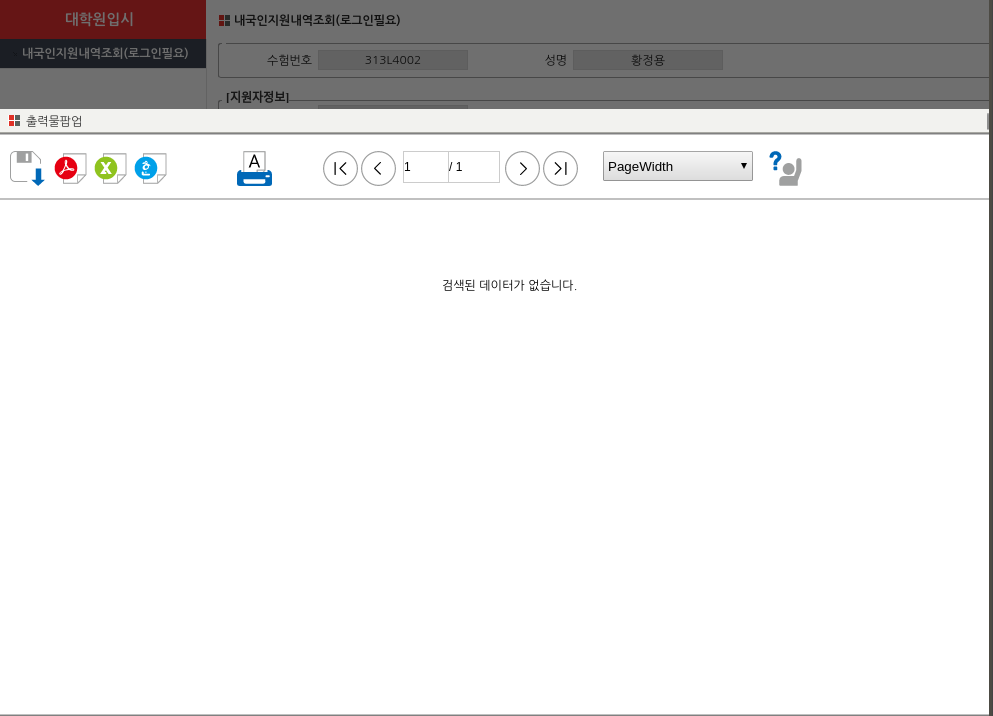 대학원입시
내국인지원내역조회(로그인필요)
내국인지원내역조회(로그인필요)
수험번호 313L4002 성명 황정용
[지원자정보]
출력물팝업
A
1 / 1
PageWidth
검색된 데이터가 없습니다.